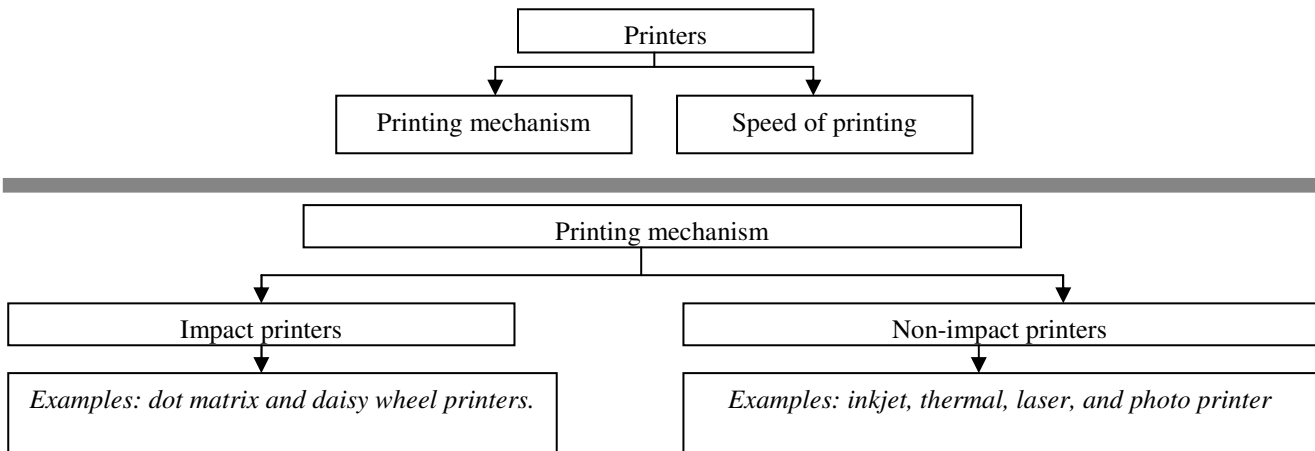 Printers
Printing mechanism
Speed of printing
Printing mechanism
Impact printers
Non-impact printers
Examples: dot matrix and daisy wheel printers.
Examples: inkjet, thermal, laser, and photo printer